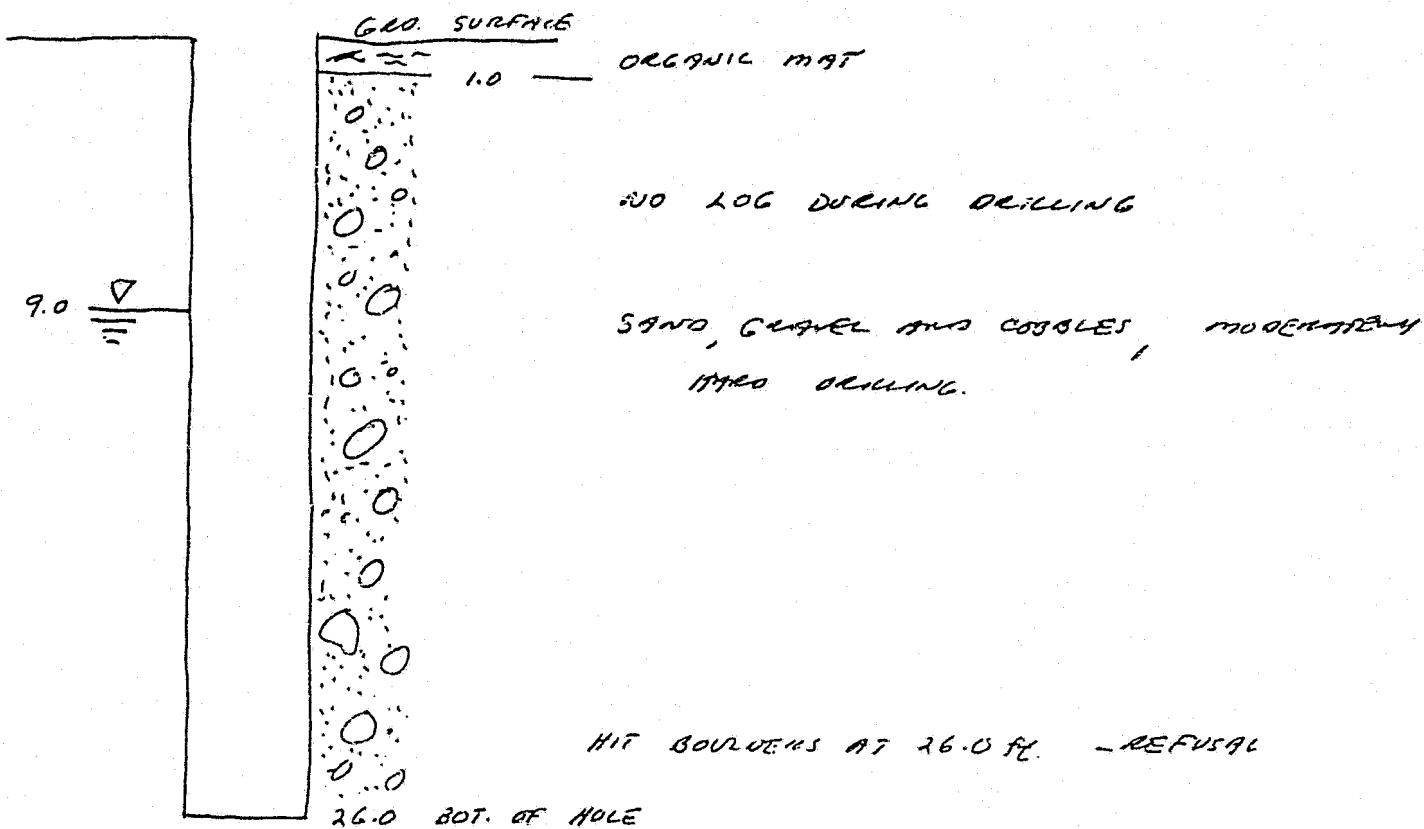 GRD. SURFACE
ORGANIC MAT
1.0
NO LOG DURING DRILLING
9.0
SAND, GRAVEL AND COBBLES, MODERATELY
HARD DRILLING.
HIT BOULDERS AT 26.0 ft. - REFUSAL
26.0 BOT. OF HOLE